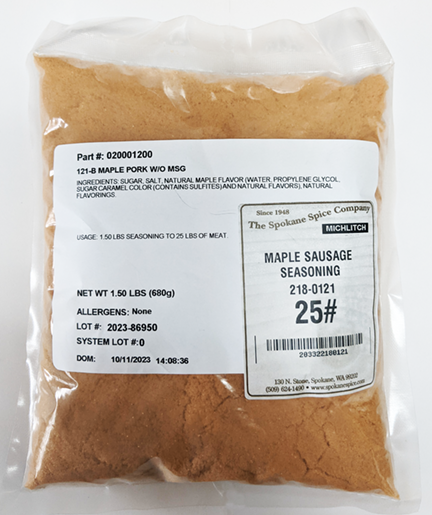 Part #: 020001200
121-B MAPLE PORK W/O MSG
INGREDIENTS: SUGAR, SALT, NATURAL MAPLE FLAVOR (WATER, PROPYLENE GLYCOL,
SUGAR CARAMEL COLOR (CONTAINS SULFITES)AND NATURAL FLAVORS), NATURAL
FLAVORINGS.
USAGE: 1.50 LBS SEASONING TO 25 LBS OF MEAT.
NET WT 1.50 LBS (680g)
ALLERGENS: None
LOT #: 2023-86950
SYSTEM LOT #:0
DOM: 10/11/2023 14:08:36
Since 1948
The Spokane Spice Company
MICHLITCH
MAPLE SAUSAGE
SEASONING
218-0121
25#
203322180121
130 N. Stone, Spokane, WA 99202
(509) 624-1490 • www.spokanespice.com